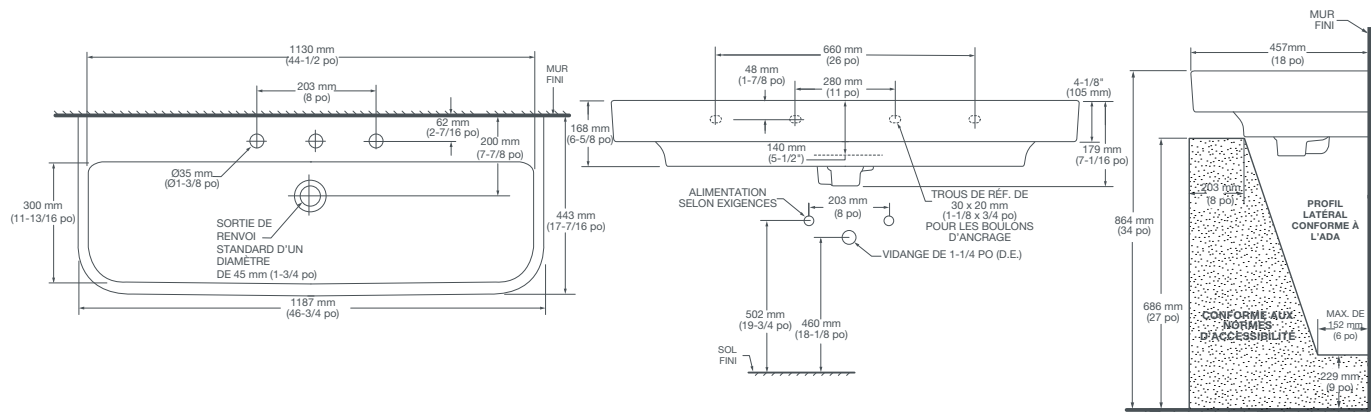 1130 mm
(44-1/2 po)
203 mm
(8 po)
MUR
FINI
62 mm
(2-7/16 po)
200 mm
(7-7/8 po)
Ø35 mm
(Ø1-3/8 po)
300 mm
(11-13/16 po)
SORTIE DE
RENVOI
STANDARD D'UN
DIAMÈTRE
DE 45 mm (1-3/4 po)
443 mm
(17-7/16 po)
1187 mm
(46-3/4 po)
660 mm
(26 po)
48 mm
(1-7/8 po)
280 mm
(11 po)
4-1/8"
(105 mm)
168 mm
(6-5/8 po)
140 mm
(5-1/2")
179 mm
(7-1/16 po)
ALIMENTATION
SELON EXIGENCES
203 mm
(8 po)
TROUS DE RÉF. DE
30 x 20 mm
(1-1/8 x 3/4 po)
POUR LES BOULONS
D'ANCRAGE
VIDANGE DE 1-1/4 PO (D.E.)
502 mm
(19-3/4 po)
460 mm
(18-1/8 po)
SOL
FINI
MUR
FINI
457mm
(18 po)
203 mm
(8 po)
864 mm
(34 po)
PROFIL
LATÉRAL
CONFORME À
L'ADA
686 mm
(27 po)
CONFORME AUX
NORMES
D'ACCESSIBILITÉ
MAX. DE
152 mm
(6 po)
229 mm
(9 po)